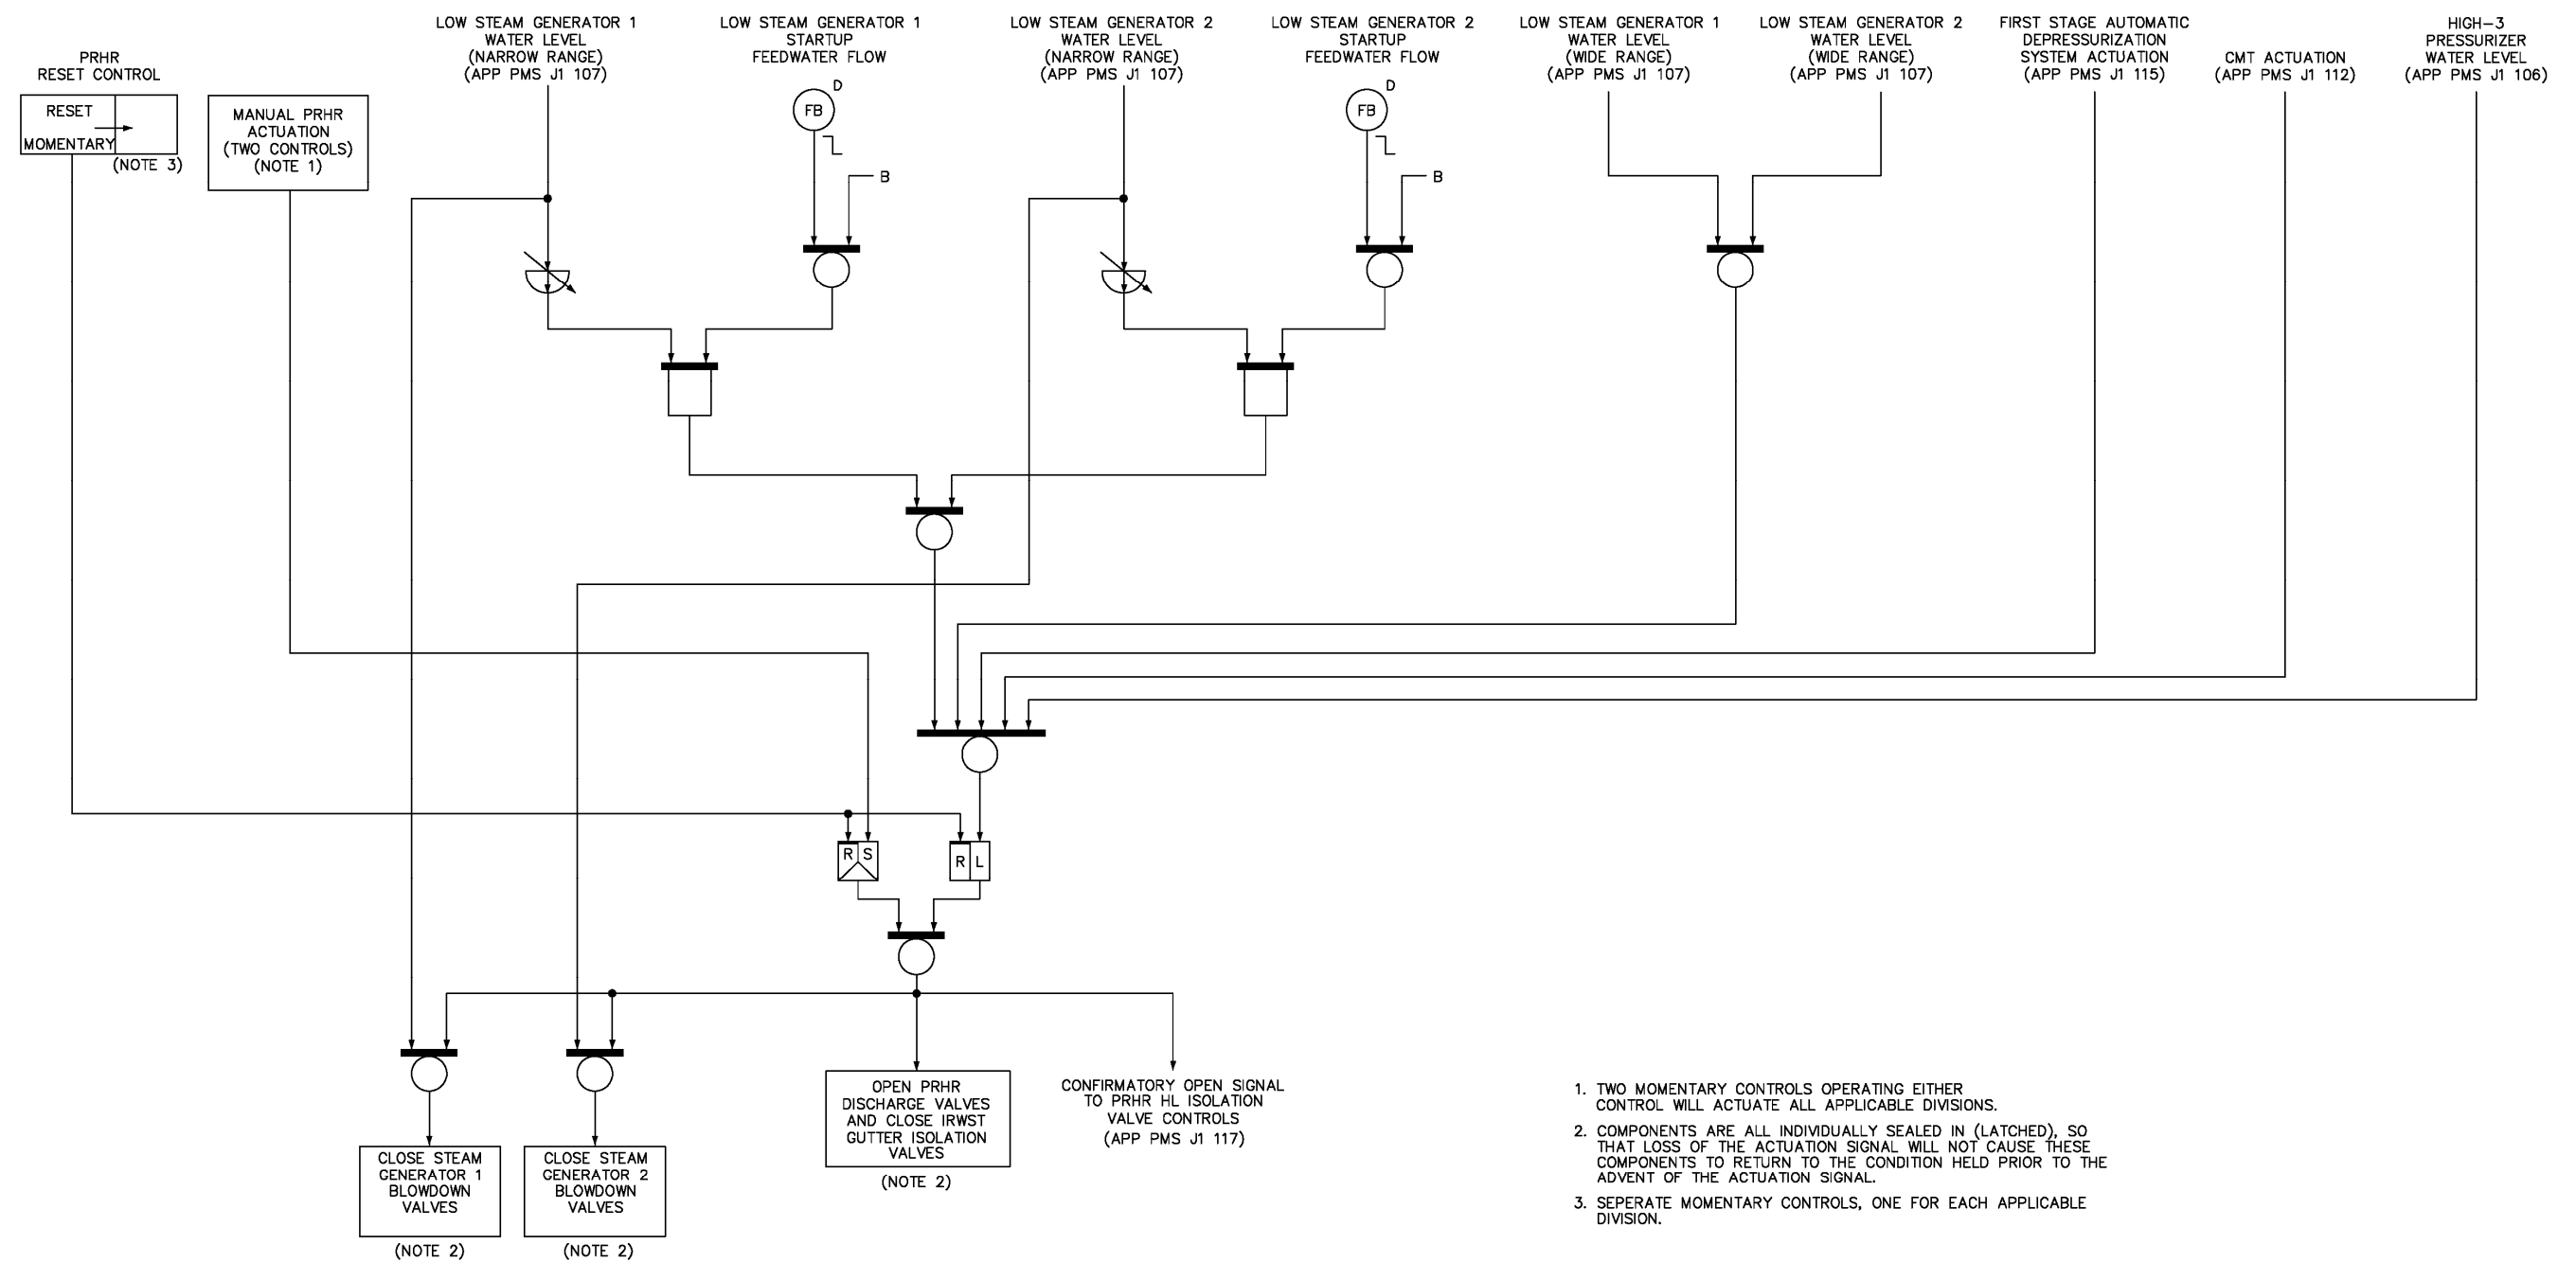 PRHR
RESET CONTROL
RESET
MOMENTARY
(NOTE 3)
MANUAL PRHR
ACTUATION
(TWO CONTROLS)
(NOTE 1)
LOW STEAM GENERATOR 1
WATER LEVEL
(NARROW RANGE)
(APP PMS J1 107)
LOW STEAM GENERATOR 1
STARTUP
FEEDWATER FLOW
FB
D
B
LOW STEAM GENERATOR 2
WATER LEVEL
(NARROW RANGE)
(APP PMS J1 107)
LOW STEAM GENERATOR 2
STARTUP
FEEDWATER FLOW
FB
D
B
LOW STEAM GENERATOR 1
WATER LEVEL
(WIDE RANGE)
(APP PMS J1 107)
LOW STEAM GENERATOR 2
WATER LEVEL
(WIDE RANGE)
(APP PMS J1 107)
FIRST STAGE AUTOMATIC
DEPRESSURIZATION
SYSTEM ACTUATION
(APP PMS J1 115)
CMT ACTUATION
(APP PMS J1 112)
HIGH-3
PRESSURIZER
WATER LEVEL
(APP PMS J1 106)
R S
R L
CLOSE STEAM
GENERATOR 1
BLOWDOWN
VALVES
(NOTE 2)
CLOSE STEAM
GENERATOR 2
BLOWDOWN
VALVES
(NOTE 2)
OPEN PRHR
DISCHARGE VALVES
AND CLOSE IRWST
GUTTER ISOLATION
VALVES
(NOTE 2)
CONFIRMATORY OPEN SIGNAL
TO PRHR HL ISOLATION
VALVE CONTROLS
(APP PMS J1 117)
1. TWO MOMENTARY CONTROLS OPERATING EITHER
CONTROL WILL ACTUATE ALL APPLICABLE DIVISIONS.
2. COMPONENTS ARE ALL INDIVIDUALLY SEALED IN (LATCHED), SO
THAT LOSS OF THE ACTUATION SIGNAL WILL NOT CAUSE THESE
COMPONENTS TO RETURN TO THE CONDITION HELD PRIOR TO THE
ADVENT OF THE ACTUATION SIGNAL.
3. SEPERATE MOMENTARY CONTROLS, ONE FOR EACH APPLICABLE
DIVISION.